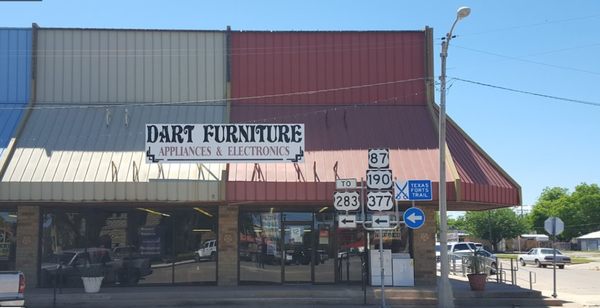 DART FURNITURE
APPLIANCES & ELECTRONICS
87
190
TO
283
377
TEXAS
FORTS
TRAIL